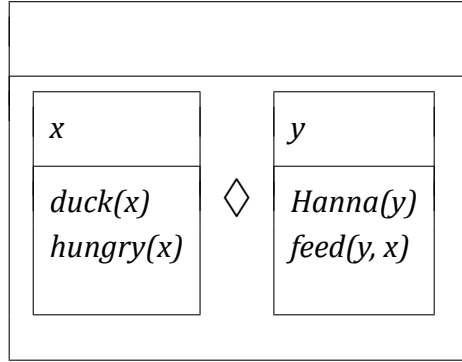 x
duck(x)
hungry(x)
◇
y
Hanna(y)
feed(y, x)